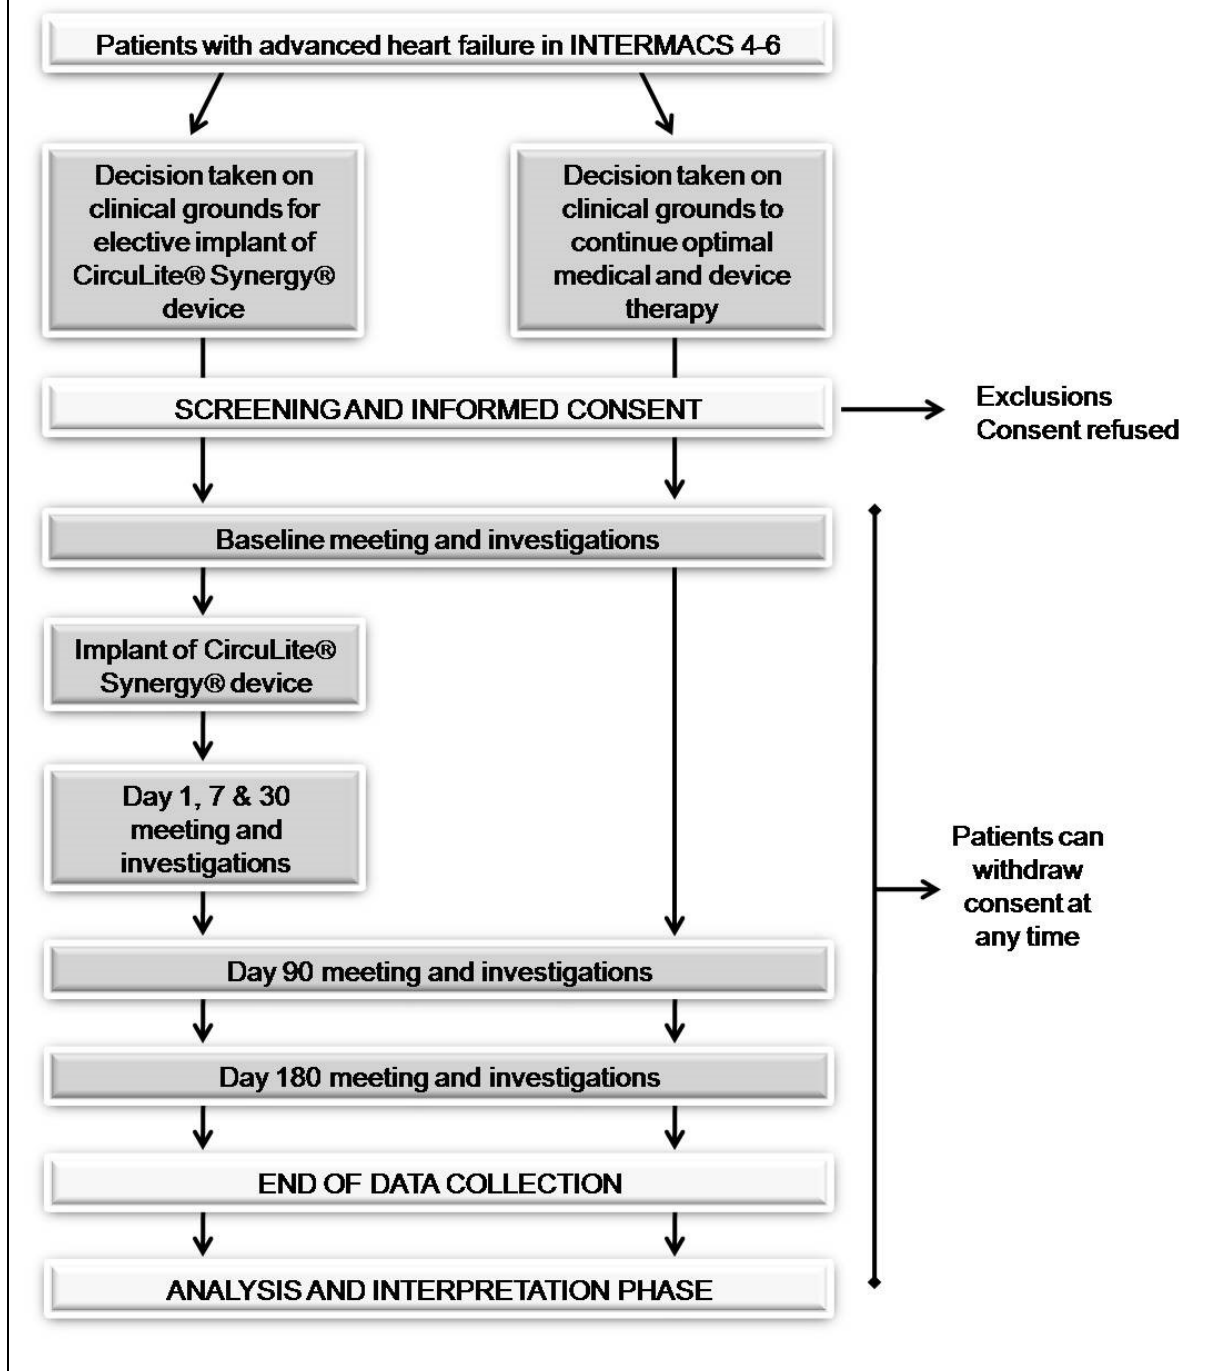 Patients with advanced heart failure in INTERMACS 4-6
Decision taken on
clinical grounds for
elective implant of
CircuLite® Synergy®
device
Decision taken on
clinical grounds to
continue optimal
medical and device
therapy
SCREENING AND INFORMED CONSENT
Exclusions
Consent refused
Baseline meeting and investigations
Implant of CircuLite®
Synergy® device
Day 1, 7 & 30
meeting and
investigations
Patients can
withdraw
consent at
any time
Day 90 meeting and investigations
Day 180 meeting and investigations
END OF DATA COLLECTION
ANALYSIS AND INTERPRETATION PHASE